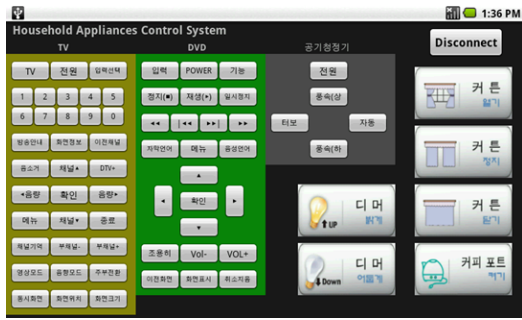 1:36 PM
Household Appliances Control System
Disconnect
TV
DVD
공기청정기
TV 전원 입력선택
1 2 3 4 5
6 7 8 9 0
방송안내 화면정보 이전채널
음소거 채널▲ DTV+
◂음량 확인 음량▸
메뉴 채널▼ 종료
채널기억 부채널- 부채널+
영상모드 음향모드 주부전환
동시화면 화면위치 화면크기
입력 POWER 기능
정지(■) 재생(▸) 일시정지
◂◂ |◂◂ ▸▸| ▸▸
자막언어 메뉴 음성언어
▲
◂ 확인 ▸
▼
조용히 Vol- VOL+
이전화면 화면표시 취소지움
전원
풍속(상
터보 자동
풍속(하
커튼
열기
커튼
정지
커튼
닫기
디머
UP
밝게
디머
Down
어둡게
커피포트
켜기